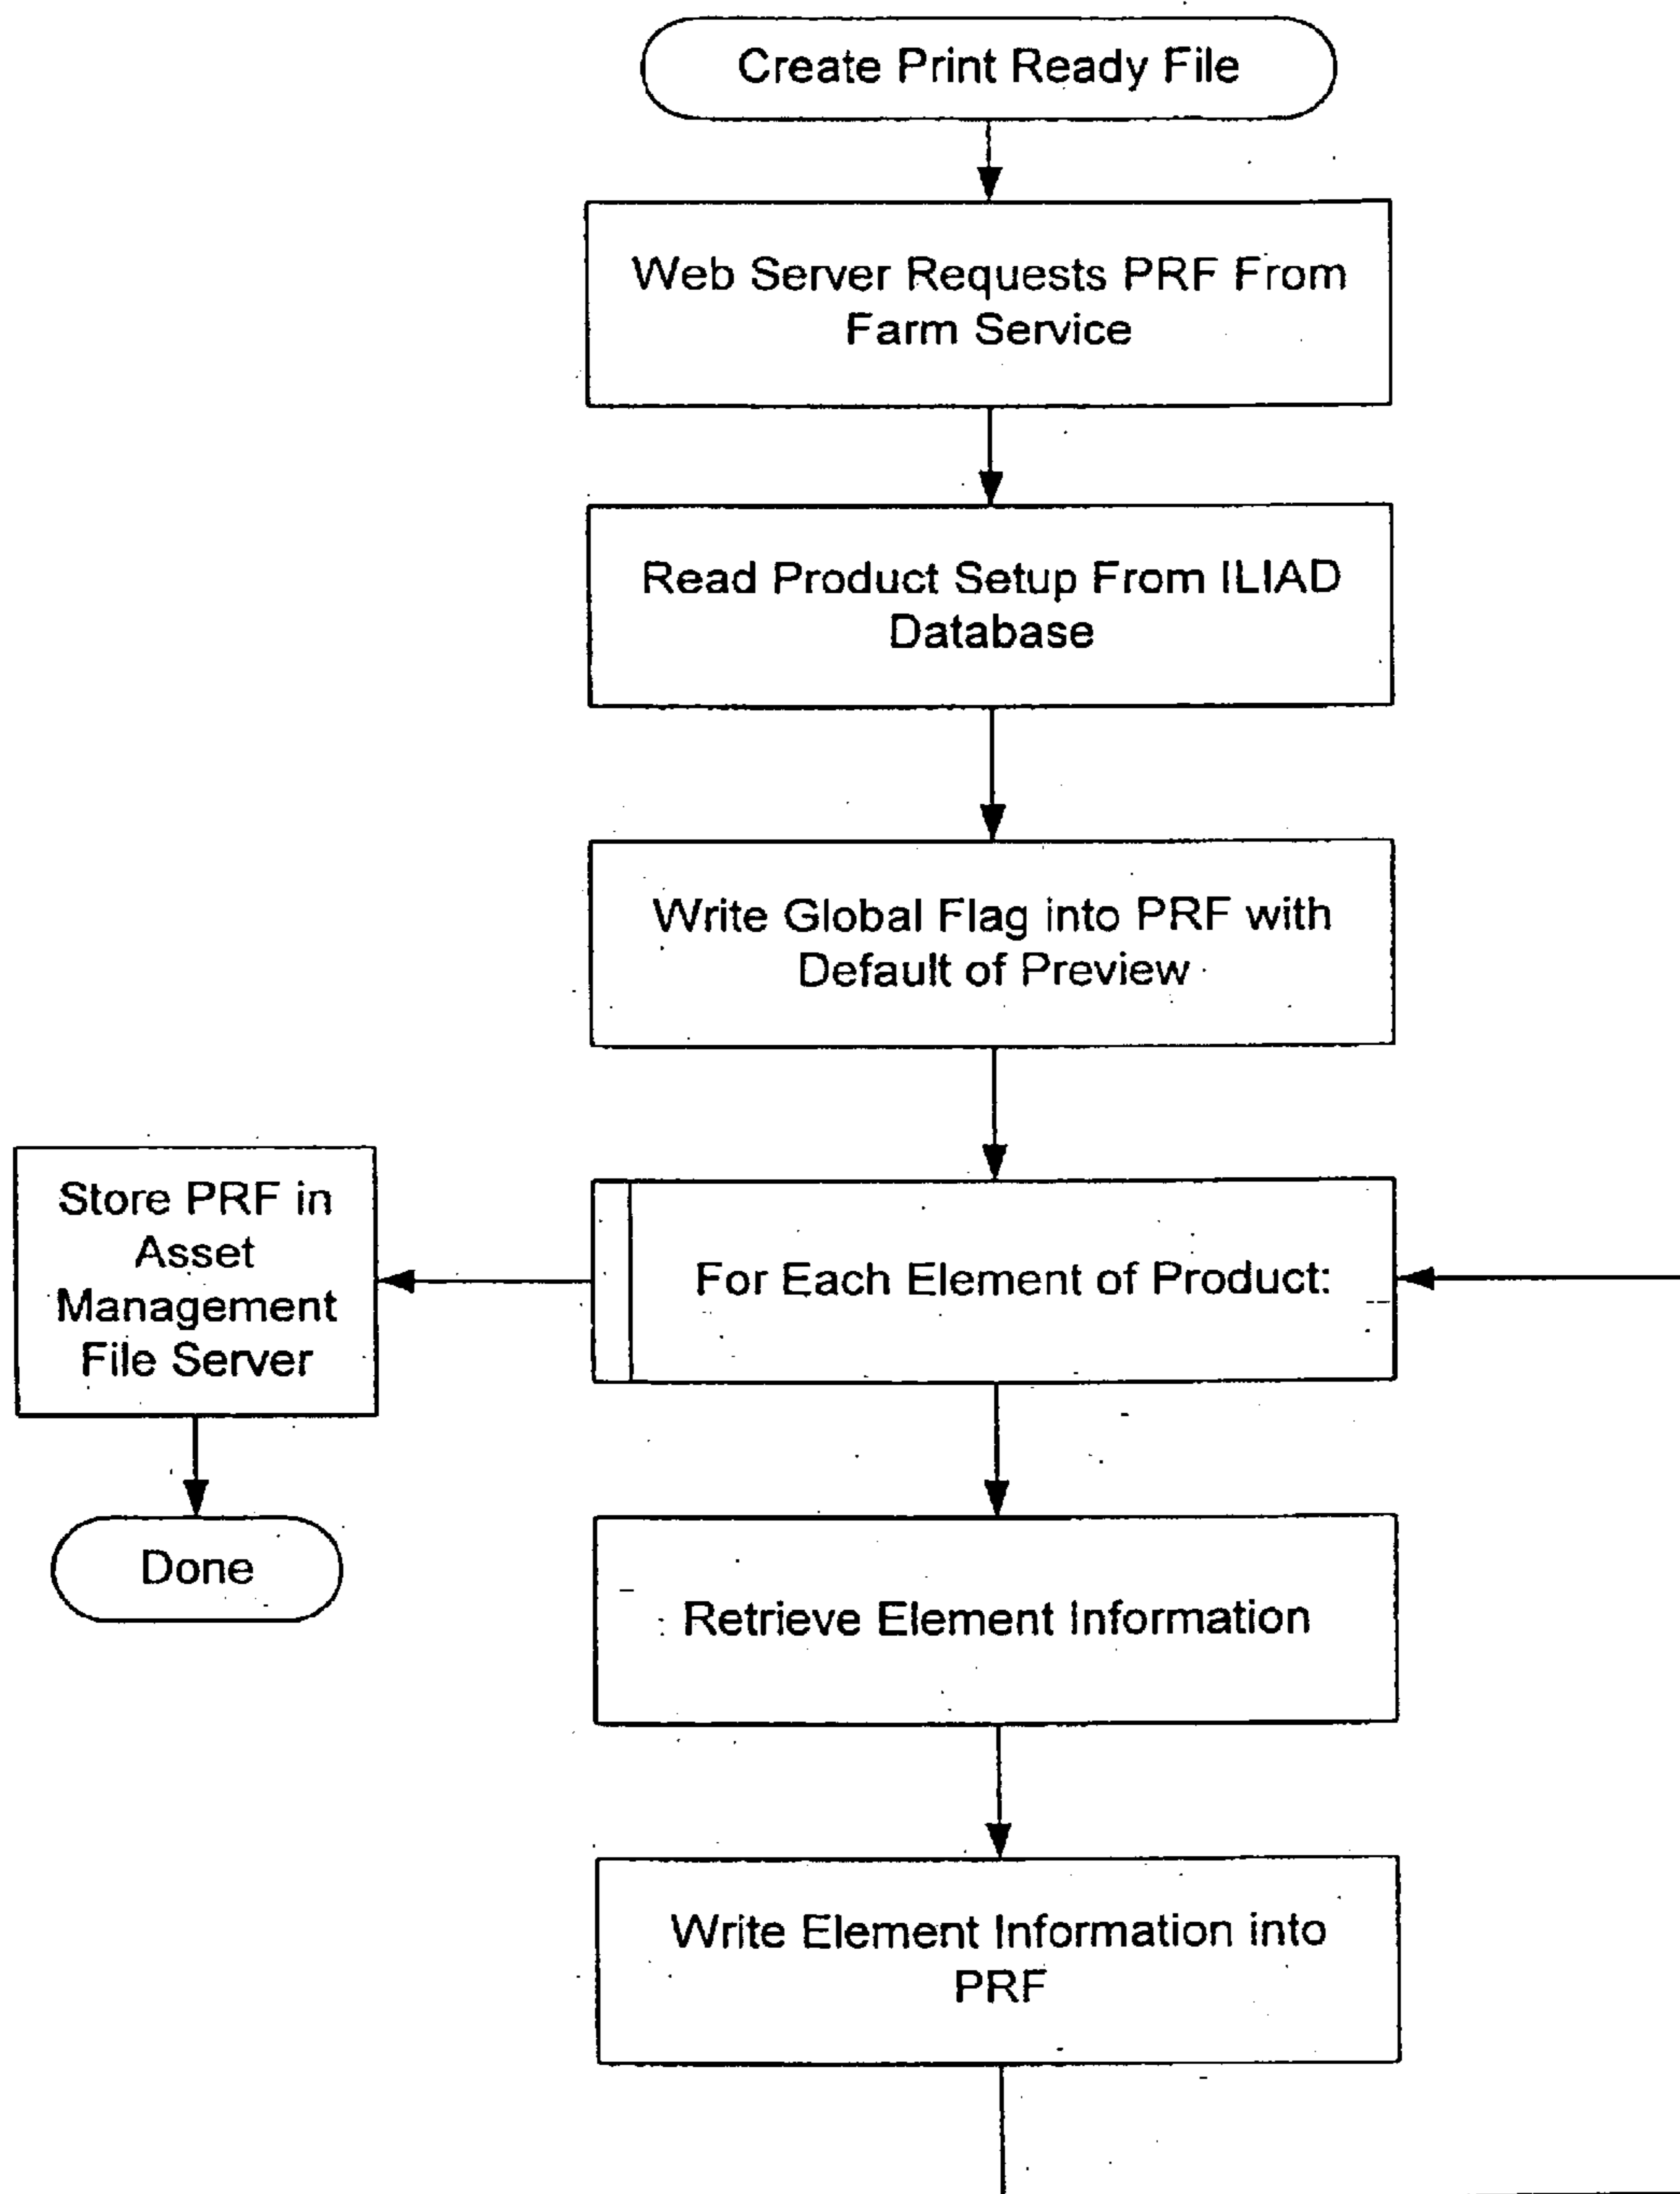 Create Print Ready File
Web Server Requests PRF From
Farm Service
Read Product Setup From ILIAD
Database
Write Global Flag into PRF with
Default of Preview
For Each Element of Product:
Store PRF in
Asset
Management
File Server
Done
Retrieve Element Information
Write Element Information into
PRF